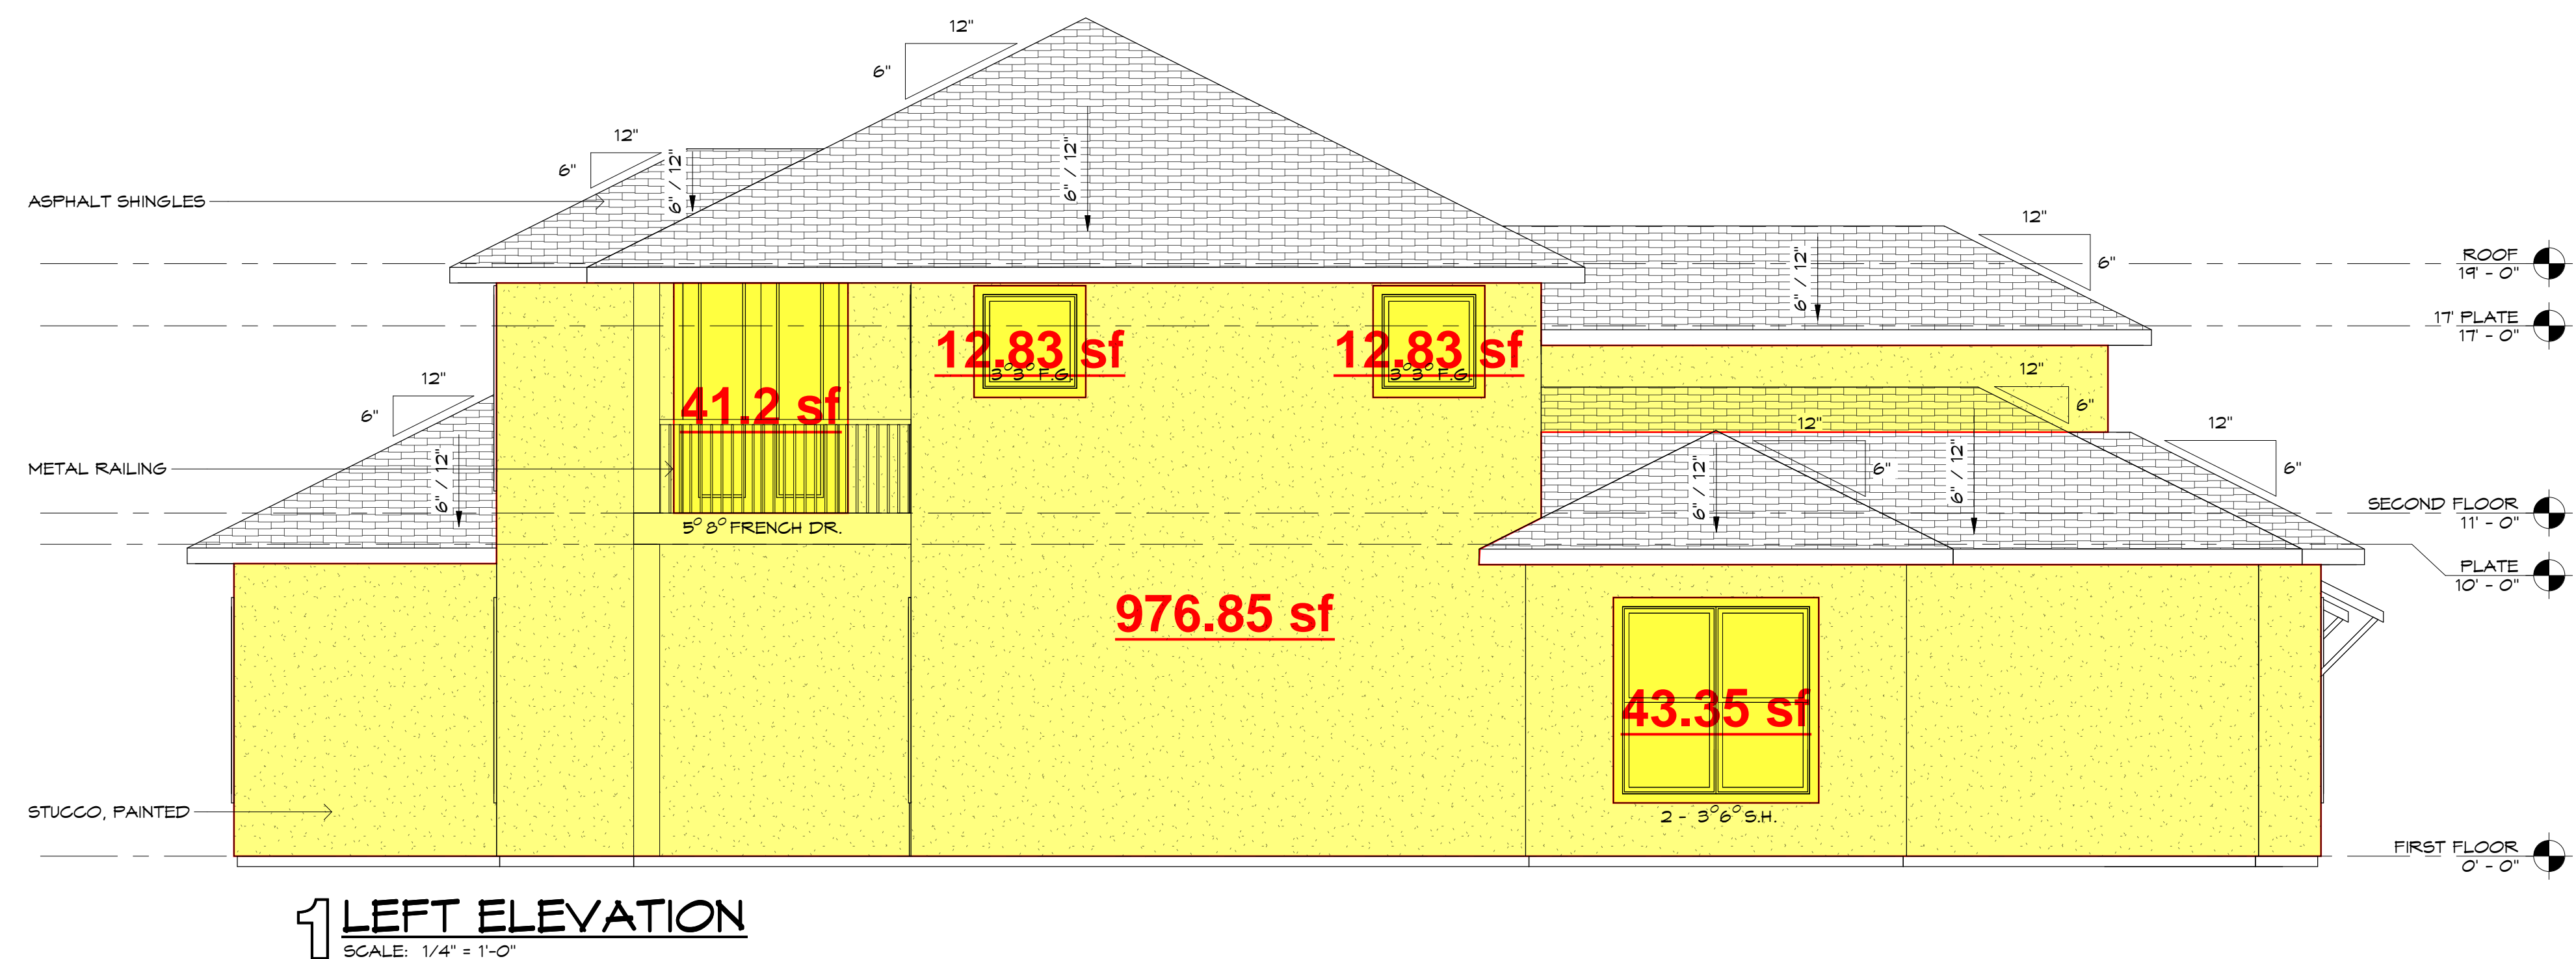 12"
6"
12"
6"
6" / 12"
6" / 12"
ASPHALT SHINGLES
12"
6"
6" / 12"
ROOF
19' - 0"
17' PLATE
17' - 0"
12.83 sf
3⁰3⁰ F.G.
12.83 sf
3⁰3⁰ F.G.
12"
6"
12"
6"
41.2 sf
12"
6"
12"
6"
6" / 12"
METAL RAILING
6" / 12"
6" / 12"
SECOND FLOOR
11' - 0"
5⁰ 8⁰ FRENCH DR.
PLATE
10' - 0"
976.85 sf
43.35 sf
STUCCO, PAINTED
2 - 3⁰6⁰ S.H.
FIRST FLOOR
0' - 0"
1 LEFT ELEVATION
SCALE: 1/4" = 1'-0"